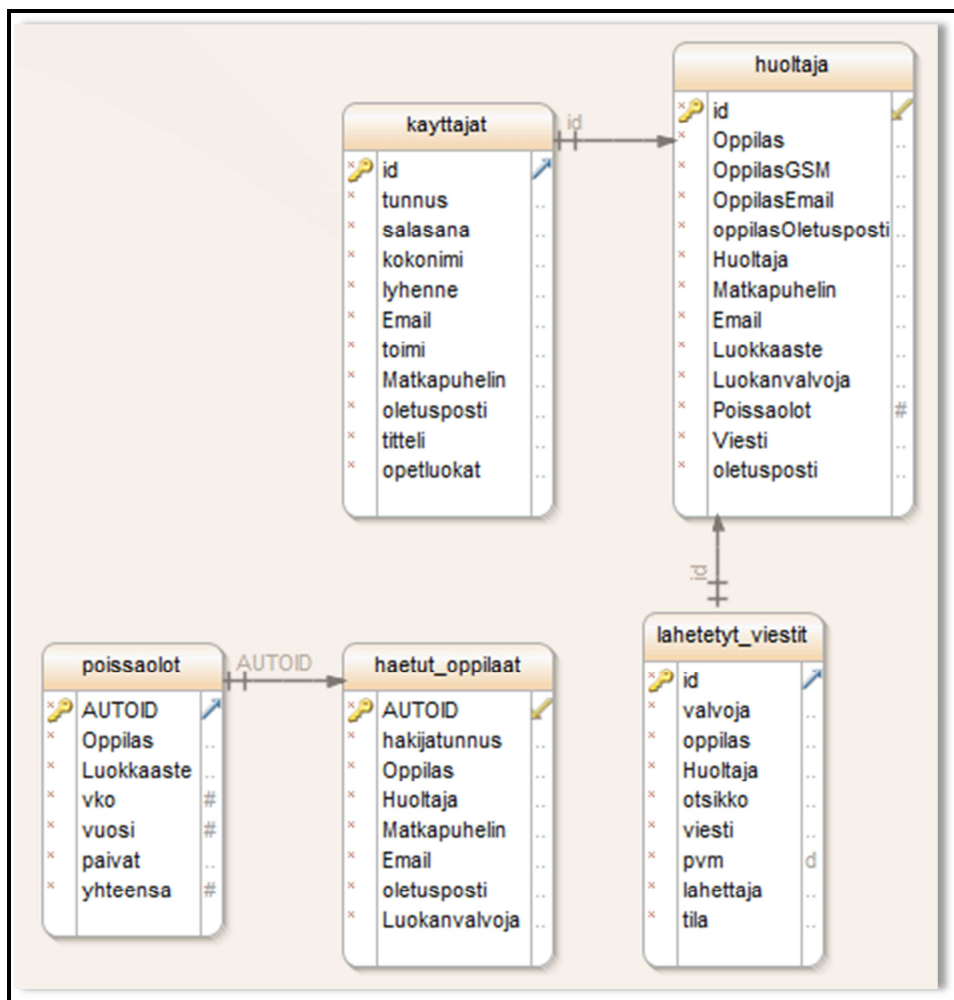 kayttajat
id
tunnus
salasana
kokonimi
lyhenne
Email
toimi
Matkapuhelin
oletusposti
titteli
opetluokat
id
huoltaja
id
Oppilas
OppilasGSM
OppilasEmail
oppilasOletusposti
Huoltaja
Matkapuhelin
Email
Luokkaaste
Luokanvalvoja
Poissaolot #
Viesti
oletusposti
id
poissaolot
AUTOID
Oppilas
Luokkaaste
vko #
vuosi #
paivat
yhteensa #
AUTOID
haetut_oppilaat
AUTOID
hakijatunnus
Oppilas
Huoltaja
Matkapuhelin
Email
oletusposti
Luokanvalvoja
lahetetyt_viestit
id
valvoja
oppilas
Huoltaja
otsikko
viesti
pvm d
lahettaja
tila